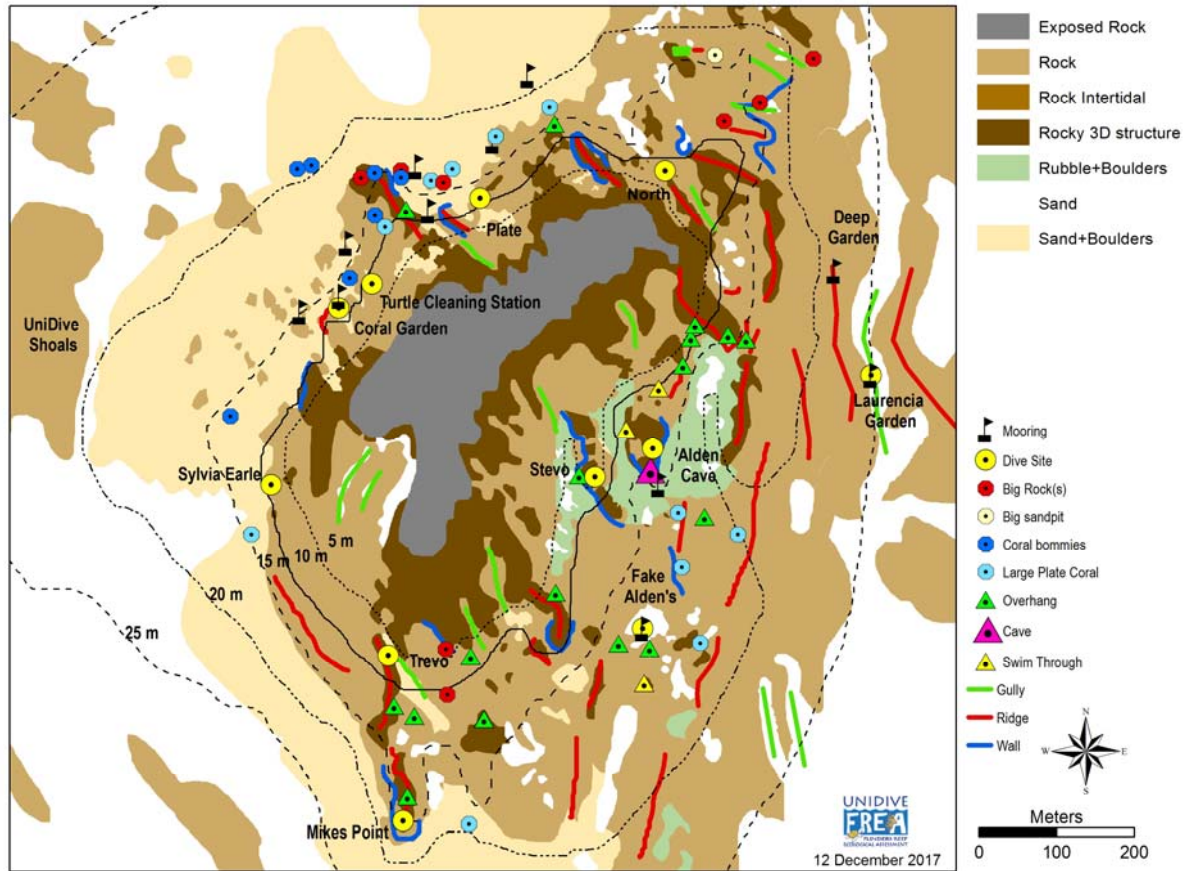 North
Plate
Deep
Garden
Turtle Cleaning Station
Coral Garden
UniDive
Shoals
Laurencia
Garden
Sylvia Earle
Stevo
Alden
Cave
5 m
10 m
15 m
20 m
25 m
Fake
Alden's
Trevo
Mikes Point
UNIDIVE
FREA
FLINDERS REEF
ECOLOGICAL ASSESSMENT
12 December 2017
Exposed Rock
Rock
Rock Intertidal
Rocky 3D structure
Rubble+Boulders
Sand
Sand+Boulders
Mooring
Dive Site
Big Rock(s)
Big sandpit
Coral bommies
Large Plate Coral
Overhang
Cave
Swim Through
Gully
Ridge
Wall
N
W
E
S
Meters
0 100 200